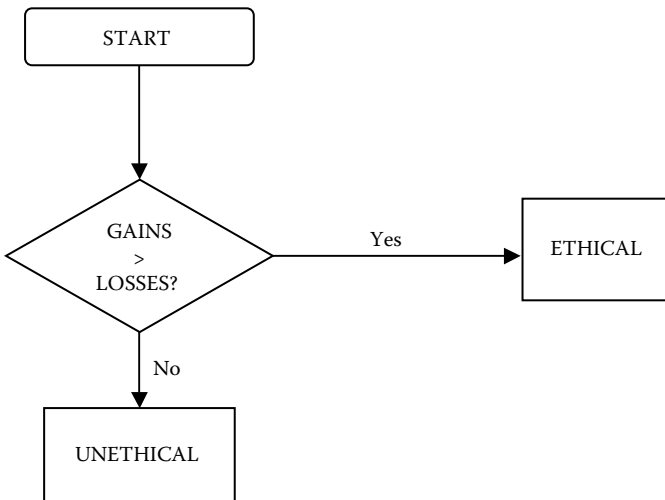 START
GAINS
>
LOSSES?
Yes
ETHICAL
No
UNETHICAL